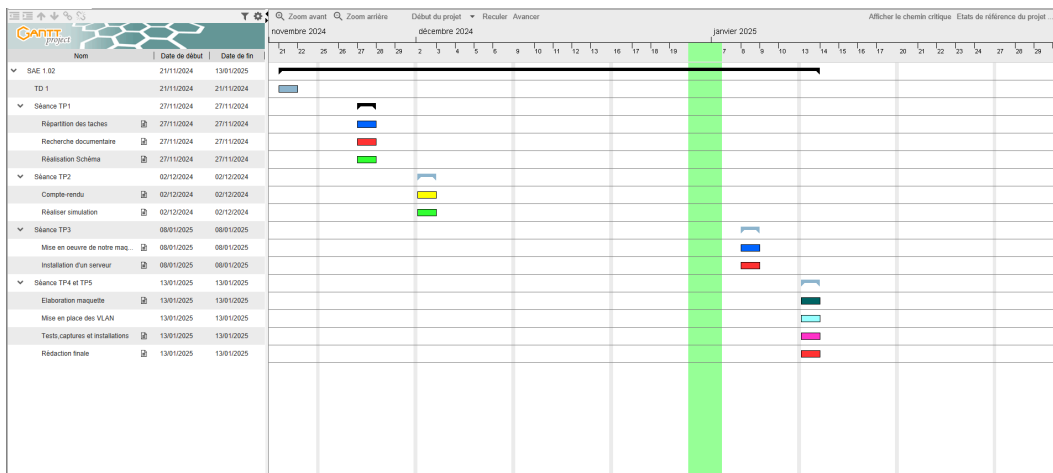 Zoom avant Zoom arrière Début du projet Reculer Avancer Afficher le chemin critique Etats de référence du projet ...
GANTT project
novembre 2024 décembre 2024 janvier 2025
Nom Date de début Date de fin
21 22 25 26 27 28 29 2 3 4 5 6 9 10 11 12 13 16 17 18 19 7 8 9 10 13 14 15 16 17 20 21 22 23 24 27 28 29
SAE 1.02 21/11/2024 13/01/2025
TD 1 21/11/2024 21/11/2024
Séance TP1 27/11/2024 27/11/2024
Répartition des taches 27/11/2024 27/11/2024
Recherche documentaire 27/11/2024 27/11/2024
Réalisation Schéma 27/11/2024 27/11/2024
Séance TP2 02/12/2024 02/12/2024
Compte-rendu 02/12/2024 02/12/2024
Réaliser simulation 02/12/2024 02/12/2024
Séance TP3 08/01/2025 08/01/2025
Mise en oeuvre de notre maq... 08/01/2025 08/01/2025
Installation d'un serveur 08/01/2025 08/01/2025
Séance TP4 et TP5 13/01/2025 13/01/2025
Elaboration maquette 13/01/2025 13/01/2025
Mise en place des VLAN 13/01/2025 13/01/2025
Tests,captures et installations 13/01/2025 13/01/2025
Rédaction finale 13/01/2025 13/01/2025